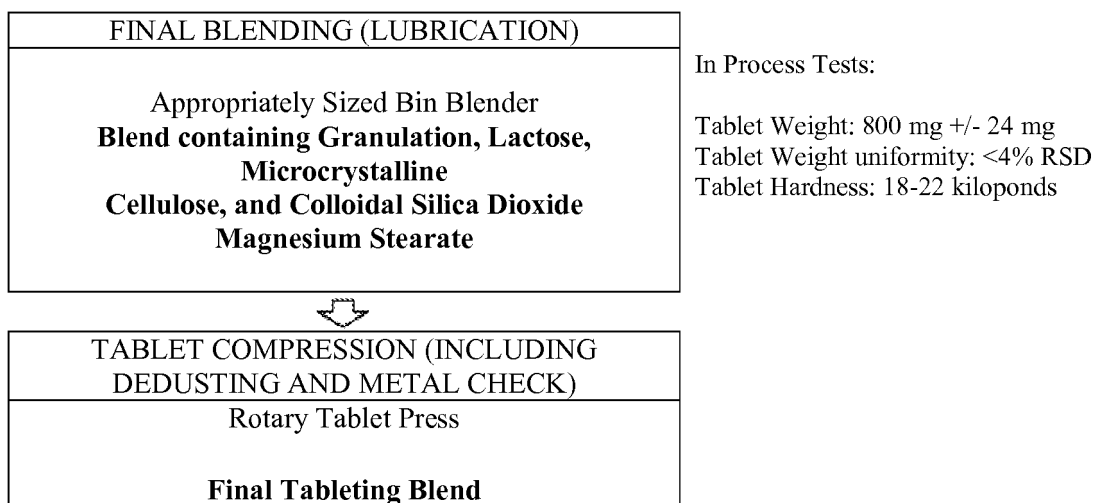 FINAL BLENDING (LUBRICATION)
Appropriately Sized Bin Blender
Blend containing Granulation, Lactose,
Microcrystalline
Cellulose, and Colloidal Silica Dioxide
Magnesium Stearate
In Process Tests:
Tablet Weight: 800 mg +/- 24 mg
Tablet Weight uniformity: <4% RSD
Tablet Hardness: 18-22 kiloponds
TABLET COMPRESSION (INCLUDING
DEDUSTING AND METAL CHECK)
Rotary Tablet Press
Final Tableting Blend